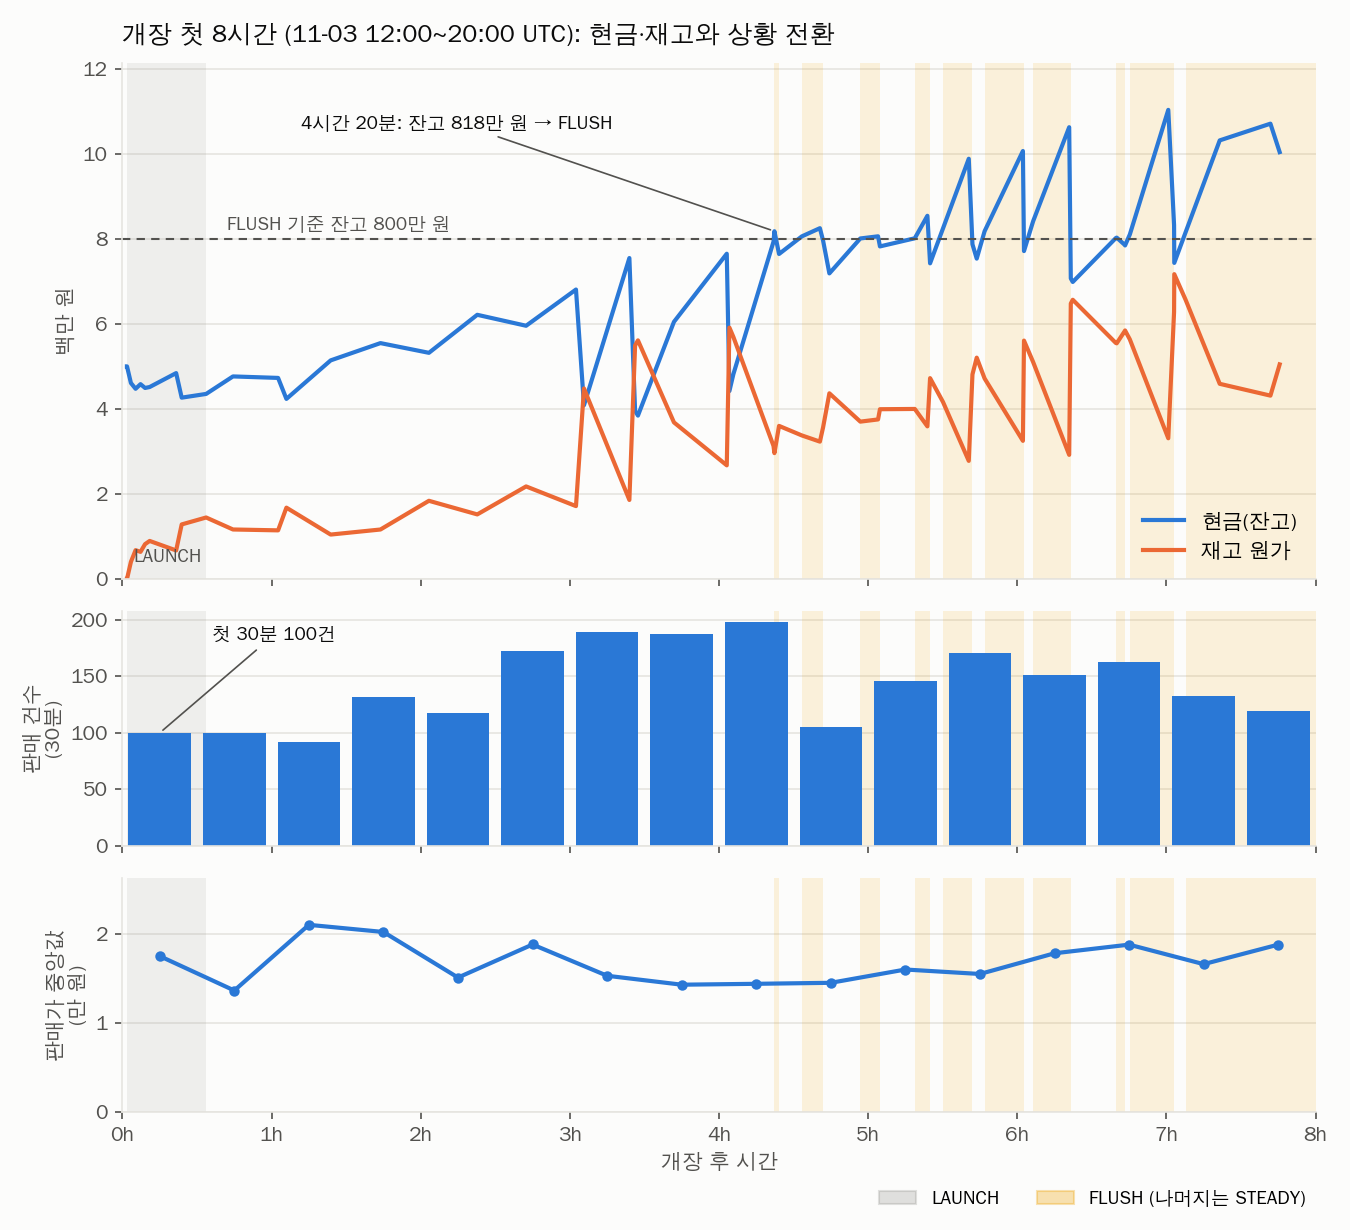 개장 첫 8시간 (11-03 12:00~20:00 UTC): 현금·재고와 상황 전환
백만 원
12
10
8
6
4
2
0
4시간 20분: 잔고 818만 원 → FLUSH
FLUSH 기준 잔고 800만 원
LAUNCH
현금(잔고)
재고 원가
판매 건수
(30분)
200
150
100
50
0
첫 30분 100건
판매가 중앙값
(만 원)
2
1
0
0h
1h
2h
3h
4h
5h
6h
7h
8h
개장 후 시간
LAUNCH
FLUSH (나머지는 STEADY)